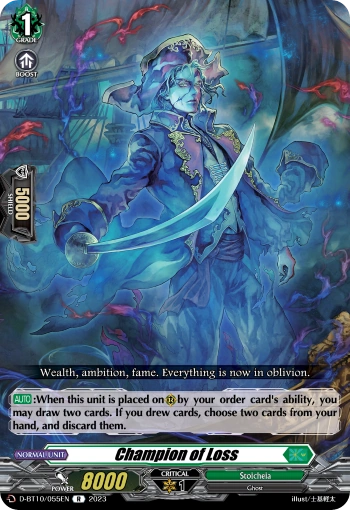 1
GRADE
BOOST
5000
SHIELD
Wealth, ambition, fame. Everything is now in oblivion.
AUTO:When this unit is placed on R by your order card's ability, you
may draw two cards. If you drew cards, choose two cards from your
hand, and discard them.
NORMAL UNIT
Champion of Loss
POWER 8000
CRITICAL
1
Stoicheia
Ghost
D-BT10/055EN R 2023
illust/士基軽太